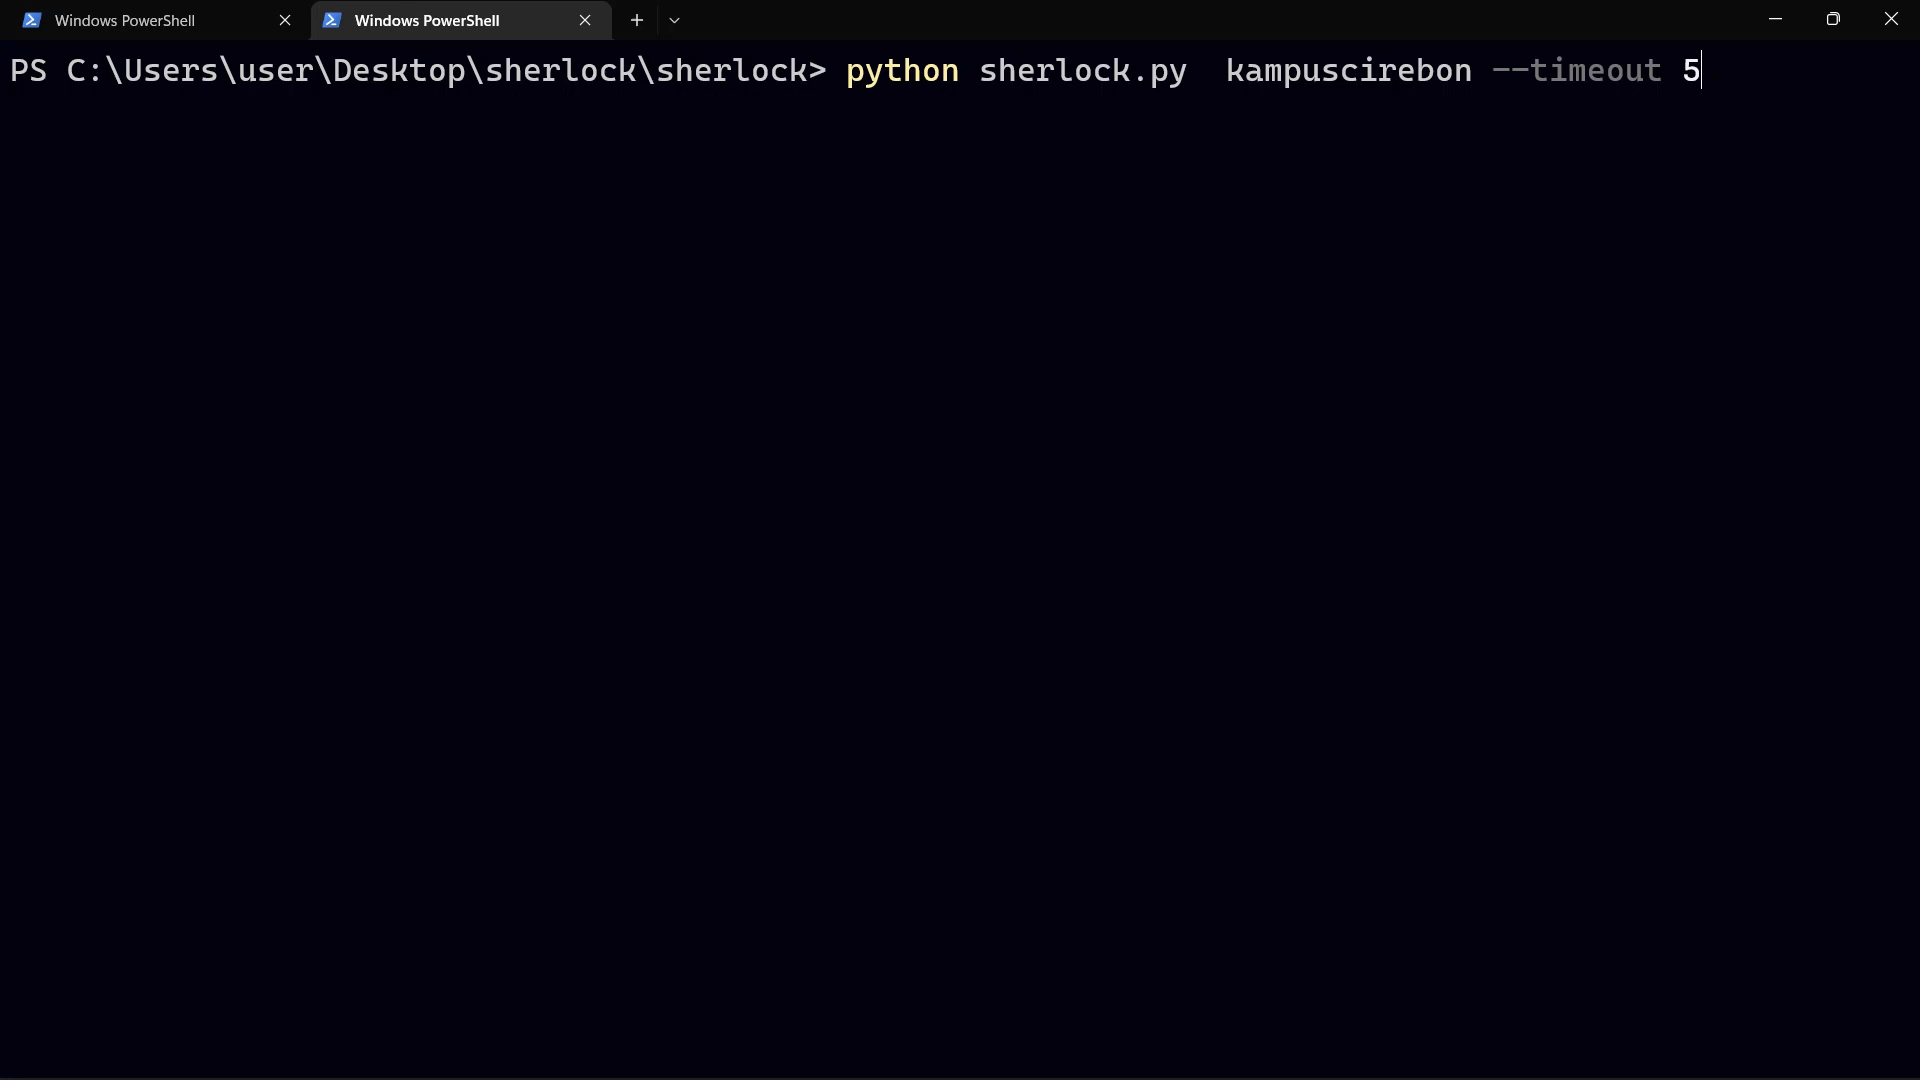 Windows PowerShell
Windows PowerShell
PS C:\Users\user\Desktop\sherlock\sherlock> python sherlock.py  kampuscirebon --timeout 5